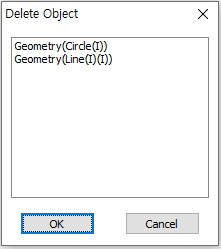 Delete Object
Geometry(Circle(I))
Geometry(Line(I)(I))
OK
Cancel